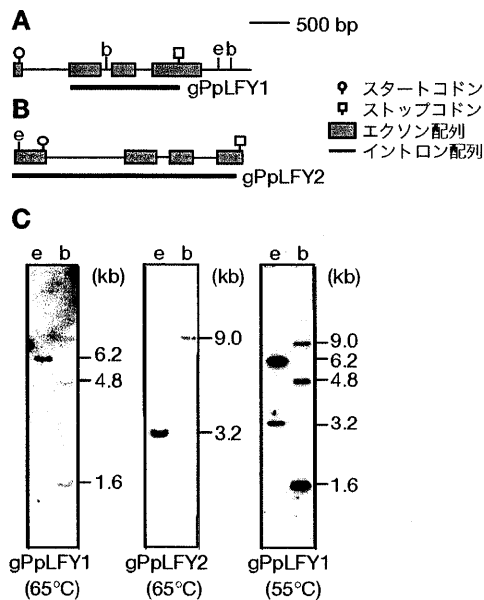 A
500 bp
b
e b
gPpLFY1
スタートコドン
ストップコドン
エクソン配列
イントロン配列
B
e
gPpLFY2
C
e b
(kb)
6.2
4.8
1.6
gPpLFY1
(65°C)
e b
(kb)
9.0
3.2
gPpLFY2
(65°C)
e b
(kb)
9.0
6.2
4.8
3.2
1.6
gPpLFY1
(55°C)